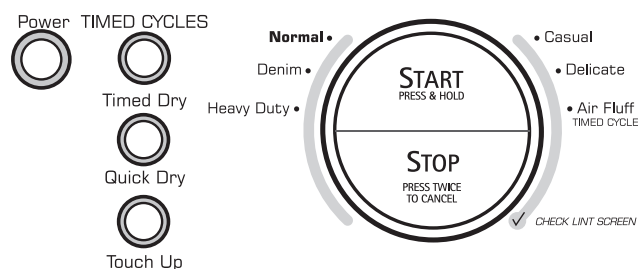 Power
TIMED CYCLES
Timed Dry
Quick Dry
Touch Up
Normal
Denim
Heavy Duty
START
PRESS & HOLD
STOP
PRESS TWICE
TO CANCEL
Casual
Delicate
Air Fluff
TIMED CYCLE
CHECK LINT SCREEN